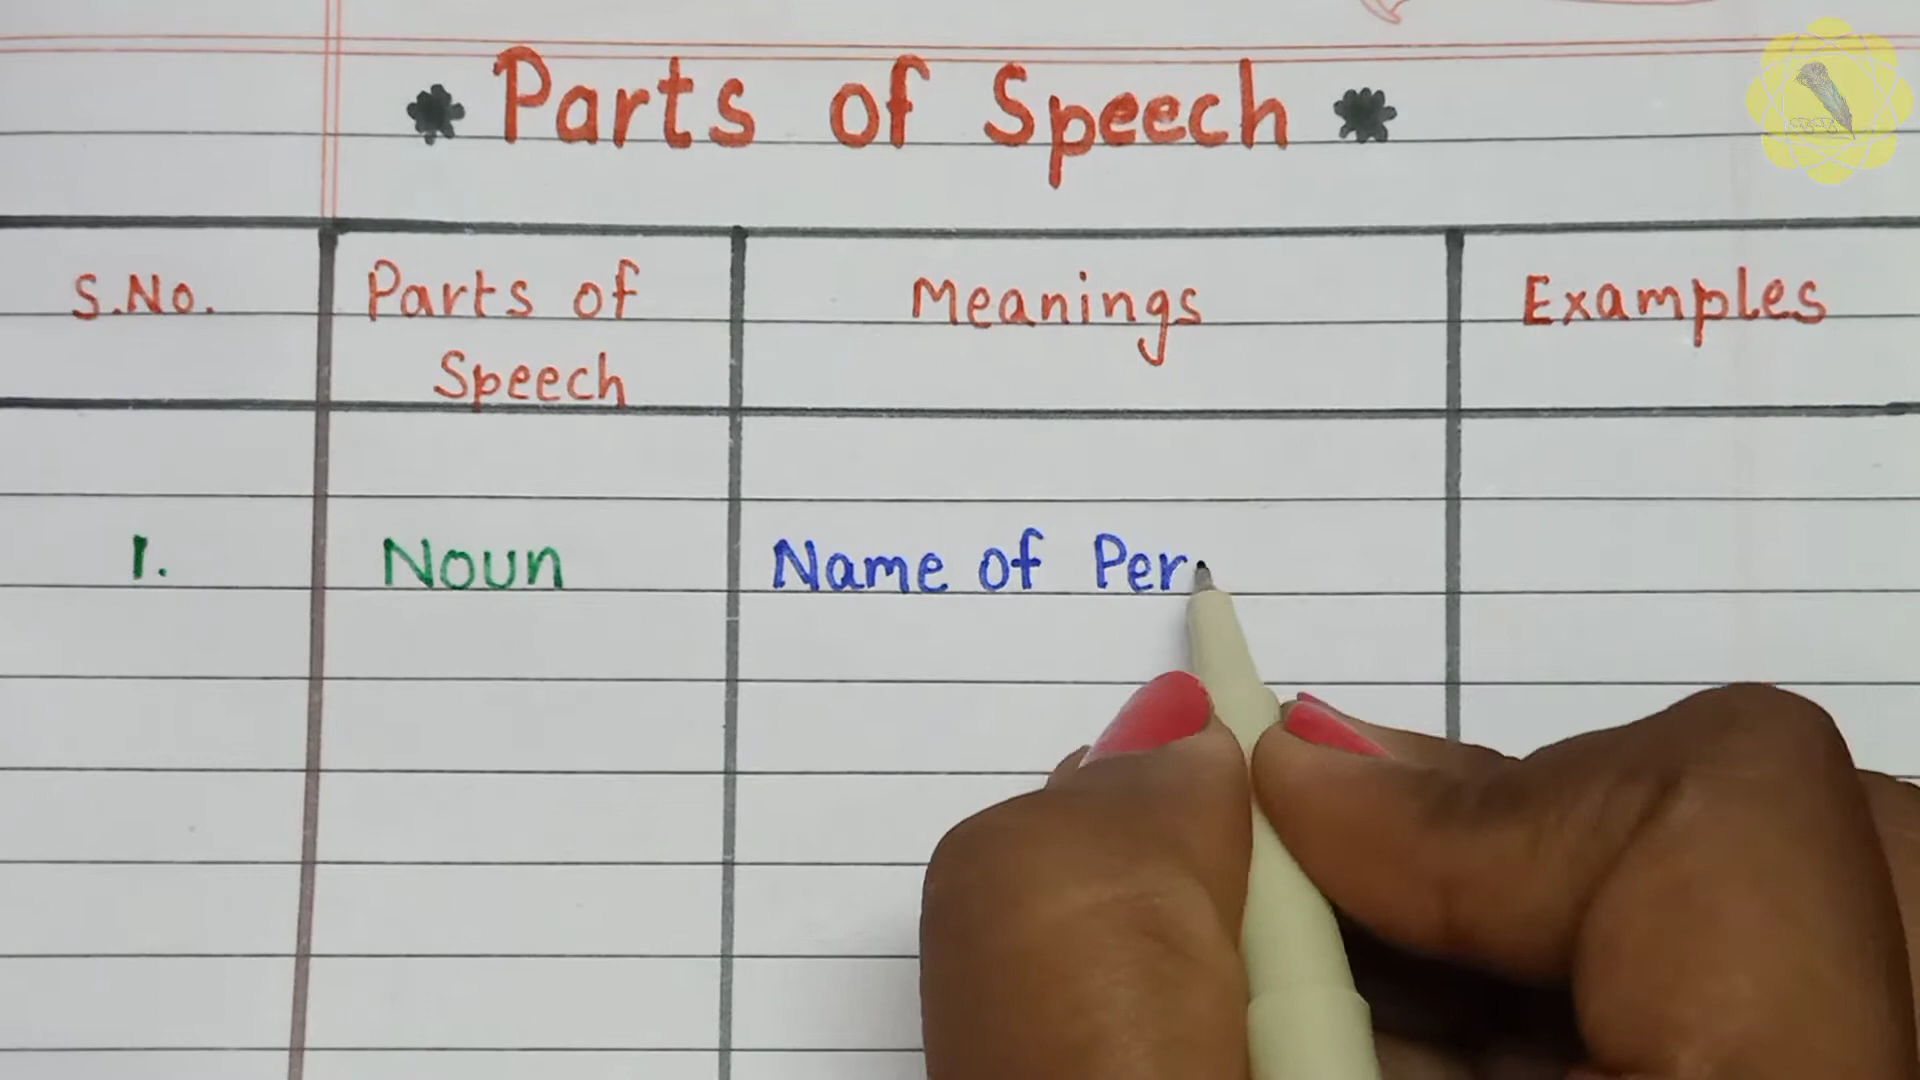 Parts of Speech
S.No. Parts of Speech Meanings Examples
1. Noun Name of Per